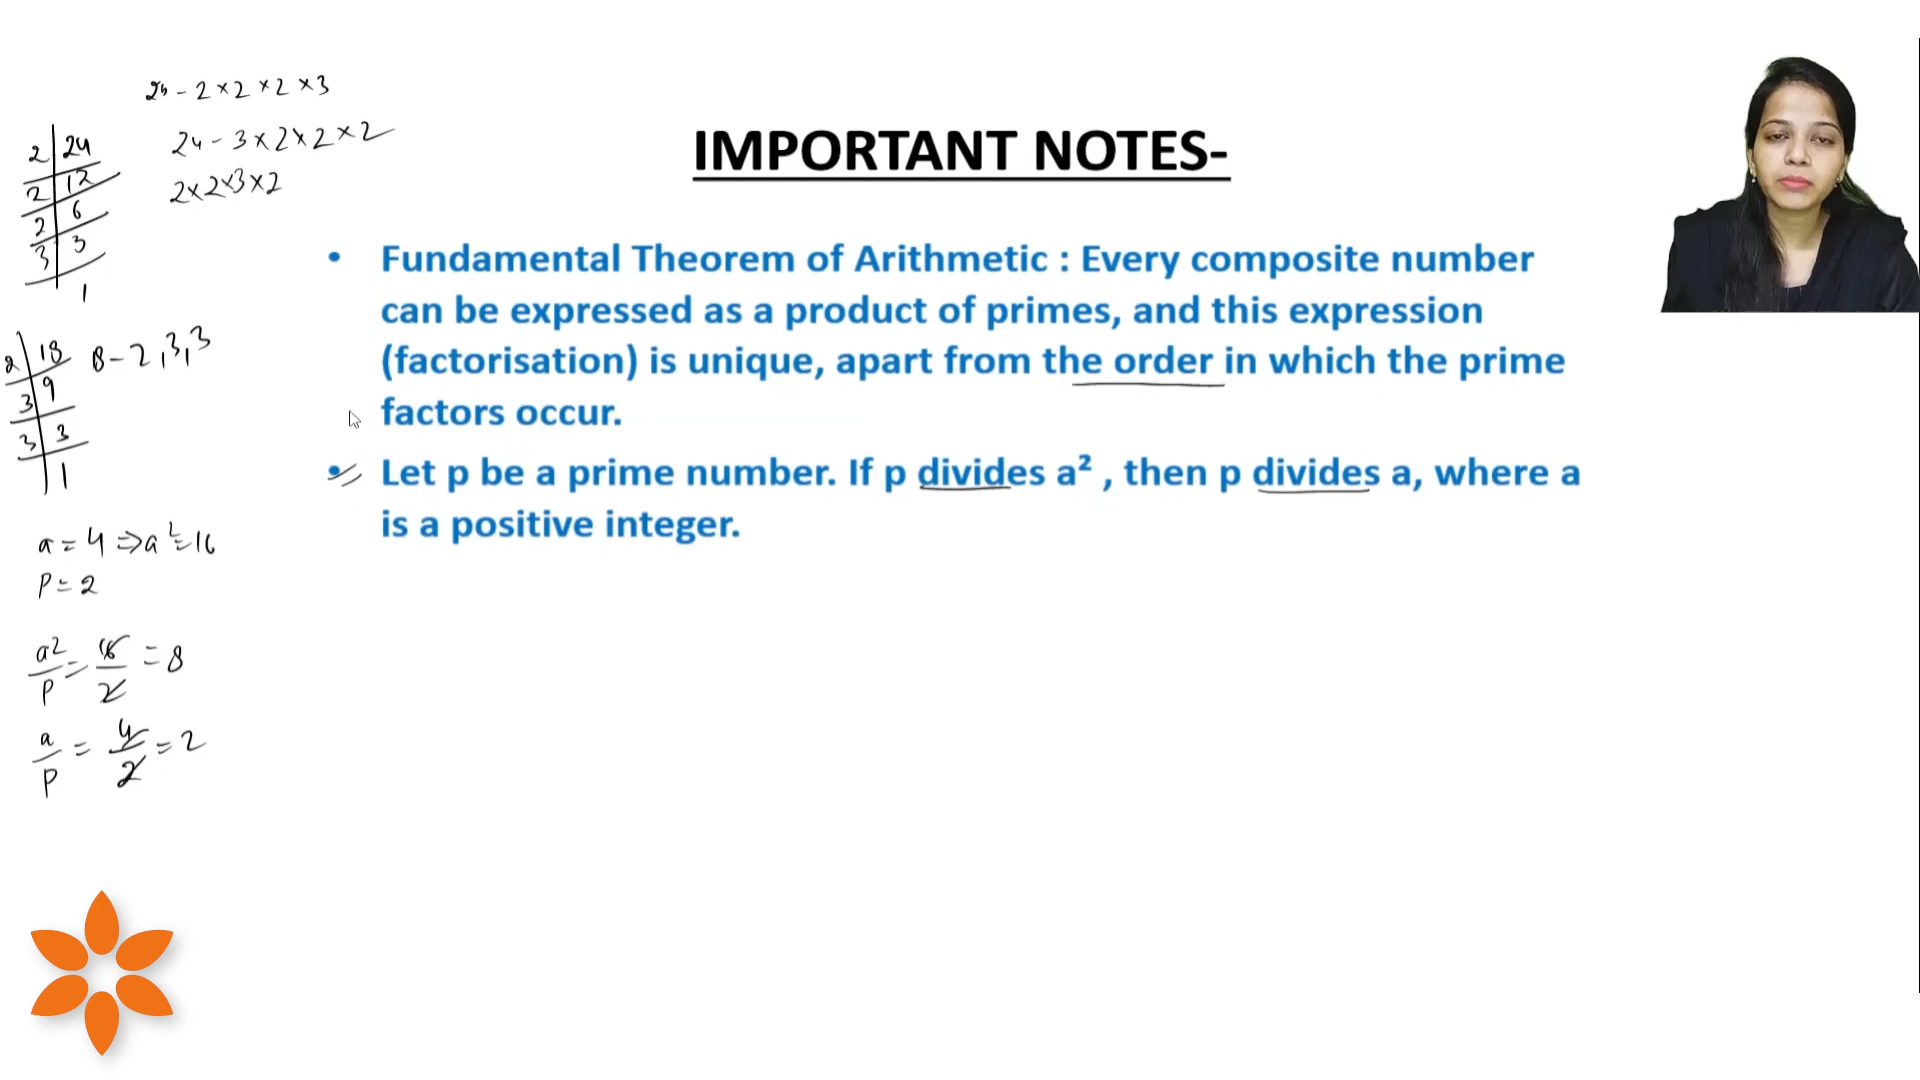 24 - 2 × 2 × 2 × 3
24 - 3 × 2 × 2 × 2
2 × 2 × 3 × 2
2 | 24
2 | 12
2 | 6
3 | 3
1
IMPORTANT NOTES-
• Fundamental Theorem of Arithmetic : Every composite number
can be expressed as a product of primes, and this expression
(factorisation) is unique, apart from the order in which the prime
factors occur.
• Let p be a prime number. If p divides a² , then p divides a, where a
is a positive integer.
2 | 18
3 | 9
3 | 3
1
18 - 2, 3, 3
a = 4 ⇒ a² = 16
P = 2
a²/P = 16/2 = 8
a/P = 4/2 = 2